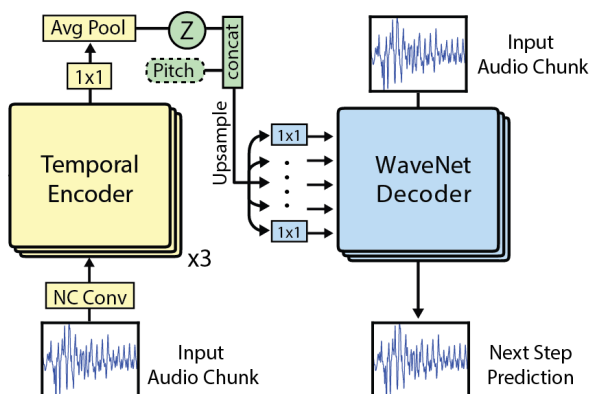 Avg Pool
Z
concat
1x1
Pitch
Upsample
Temporal
Encoder
x3
NC Conv
Input
Audio Chunk
1x1
1x1
Input
Audio Chunk
WaveNet
Decoder
Next Step
Prediction